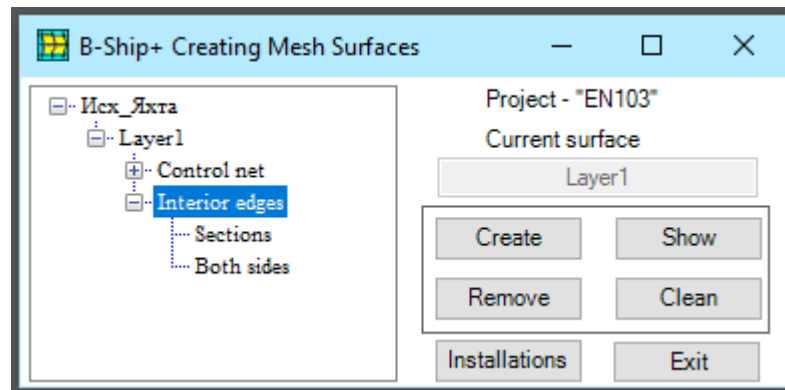 B-Ship+ Creating Mesh Surfaces
Исх_Яхта
Layer1
Control net
Interior edges
Sections
Both sides
Project - "EN103"
Current surface
Layer1
Create Show
Remove Clean
Installations Exit